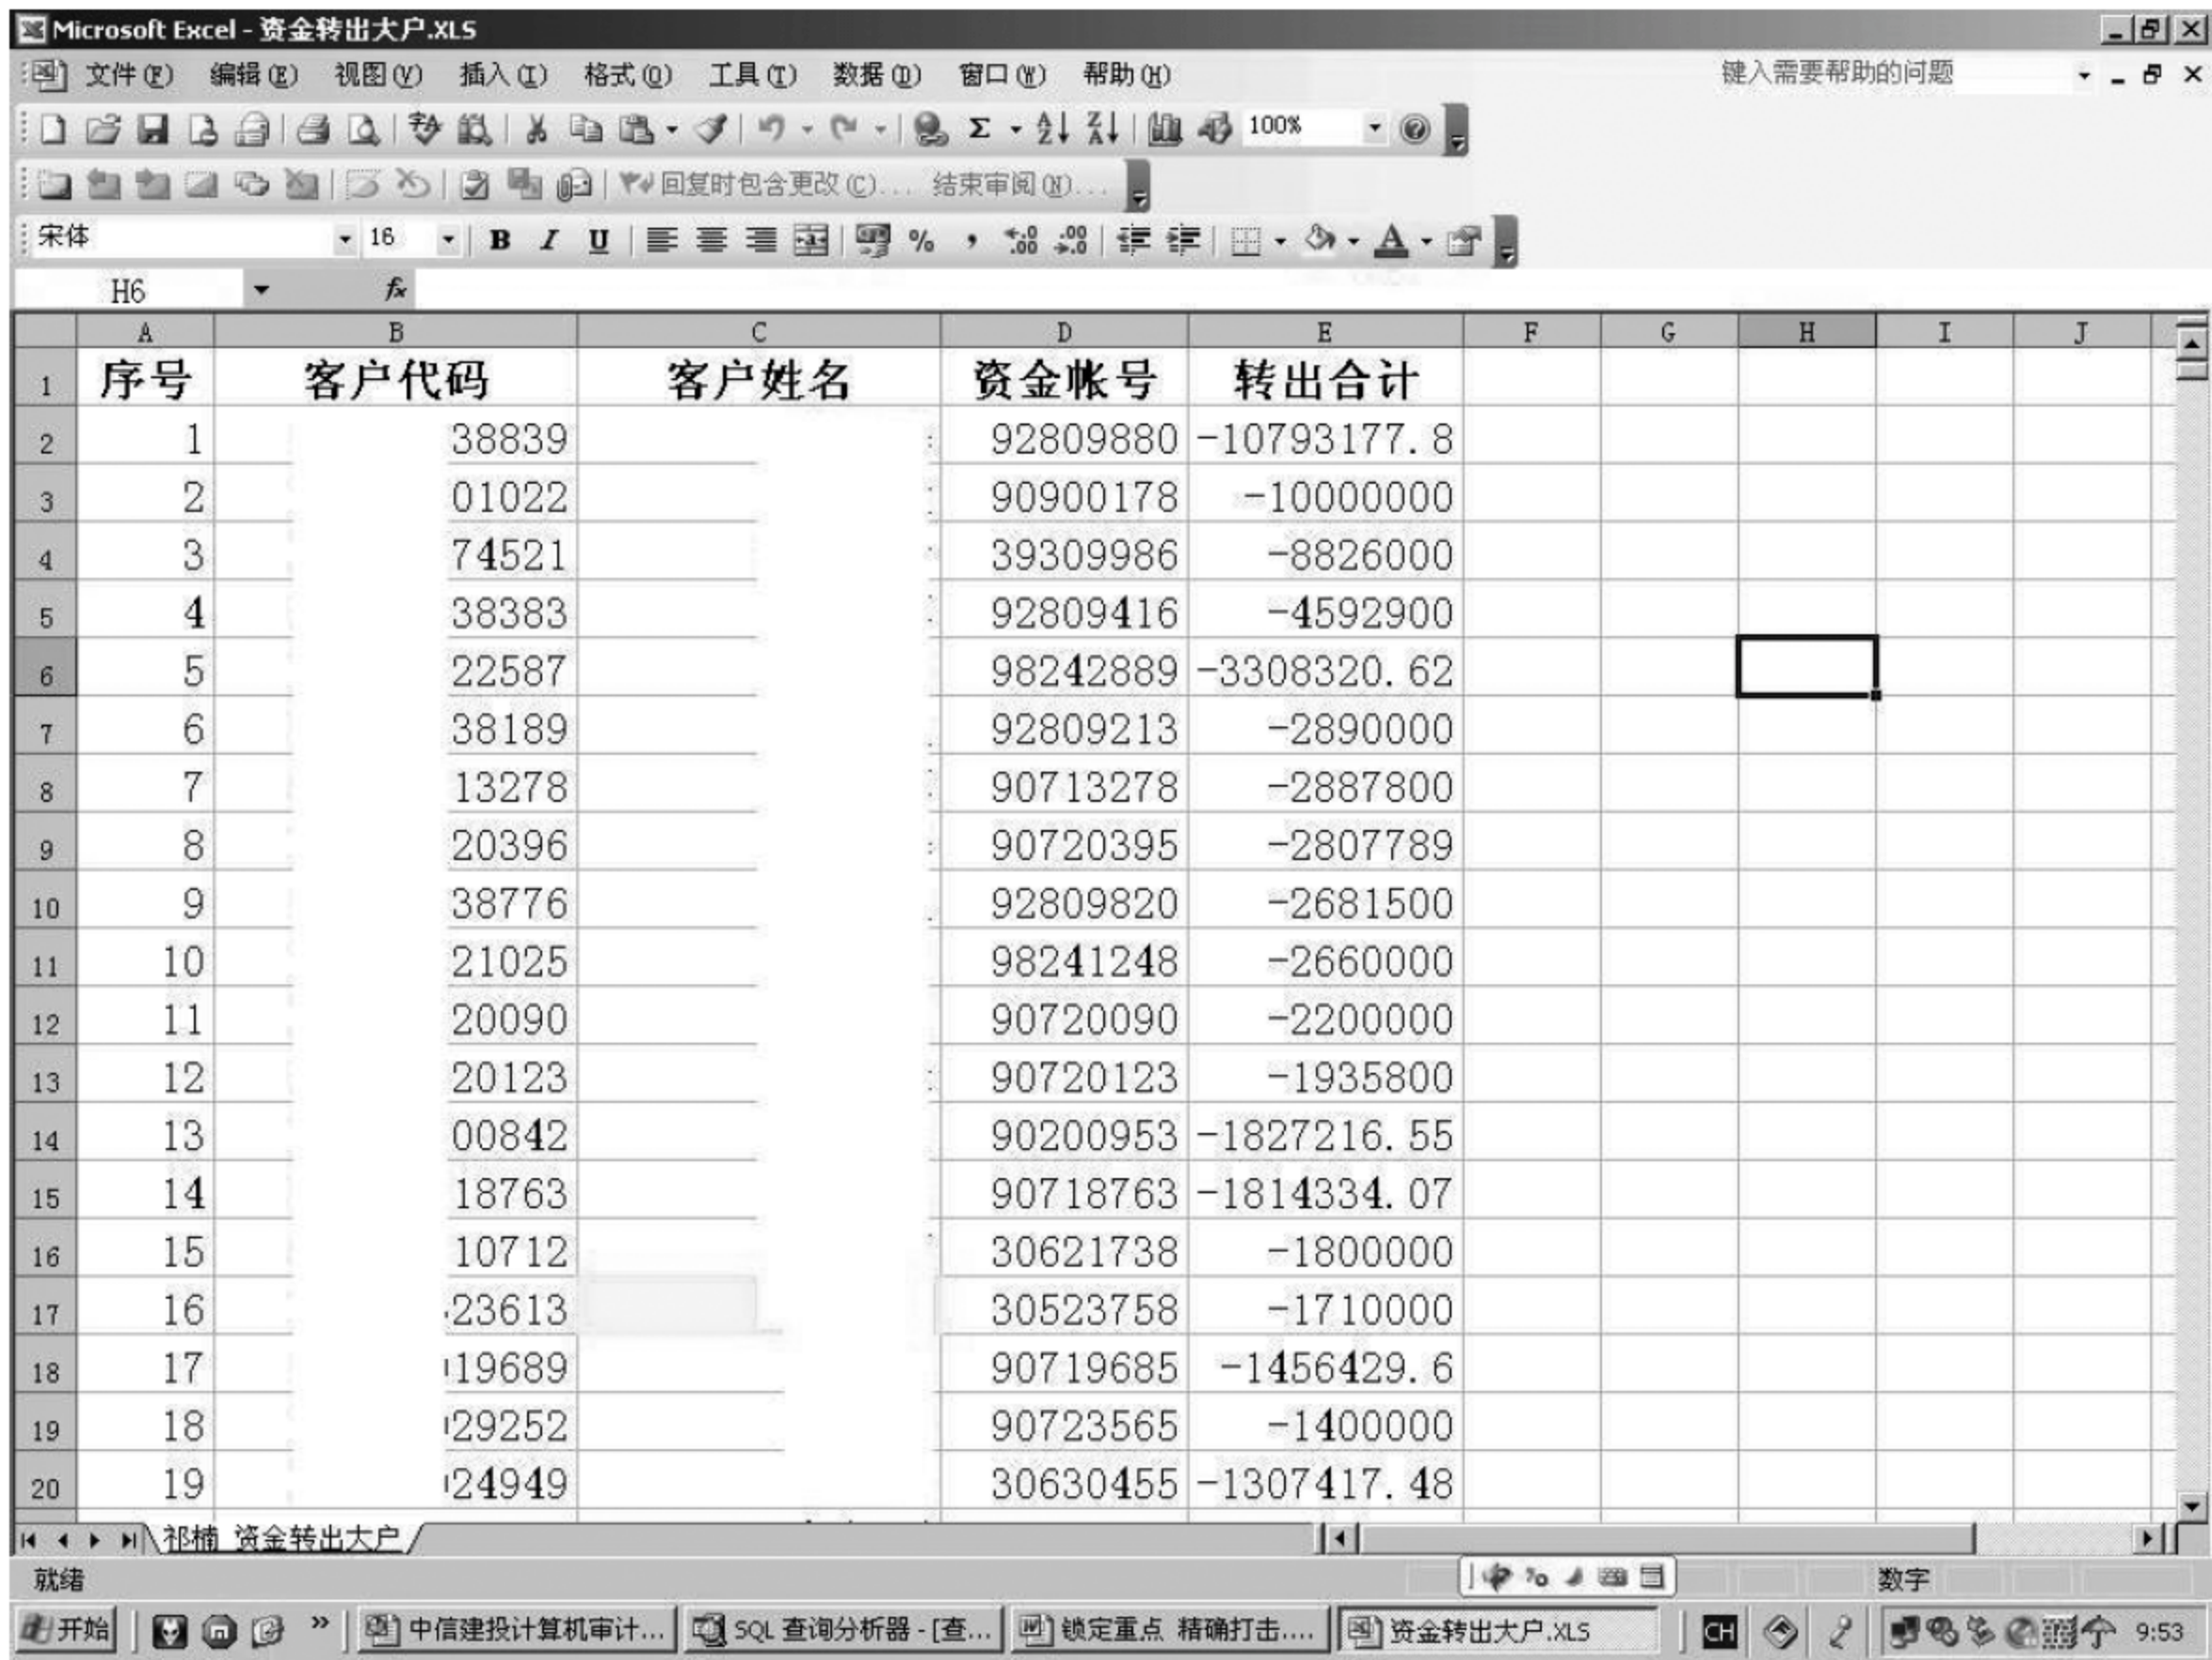 Microsoft Excel - 资金转出大户.XLS
文件(F) 编辑(E) 视图(V) 插入(I) 格式(O) 工具(T) 数据(D) 窗口(W) 帮助(H) 键入需要帮助的问题
100%
回复时包含更改(C)... 结束审阅(N)...
宋体 16 B I U
H6 fx
A B C D E F G H I J
1 序号 客户代码 客户姓名 资金帐号 转出合计
2 1 38839 92809880 -10793177.8
3 2 01022 90900178 -10000000
4 3 74521 39309986 -8826000
5 4 38383 92809416 -4592900
6 5 22587 98242889 -3308320.62
7 6 38189 92809213 -2890000
8 7 13278 90713278 -2887800
9 8 20396 90720395 -2807789
10 9 38776 92809820 -2681500
11 10 21025 98241248 -2660000
12 11 20090 90720090 -2200000
13 12 20123 90720123 -1935800
14 13 00842 90200953 -1827216.55
15 14 18763 90718763 -1814334.07
16 15 10712 30621738 -1800000
17 16 23613 30523758 -1710000
18 17 19689 90719685 -1456429.6
19 18 29252 90723565 -1400000
20 19 24949 30630455 -1307417.48
祁楠 资金转出大户
就绪 数字
开始 » 中信建投计算机审计... SQL 查询分析器 - [查... 锁定重点 精确打击.... 资金转出大户.XLS CH 9:53